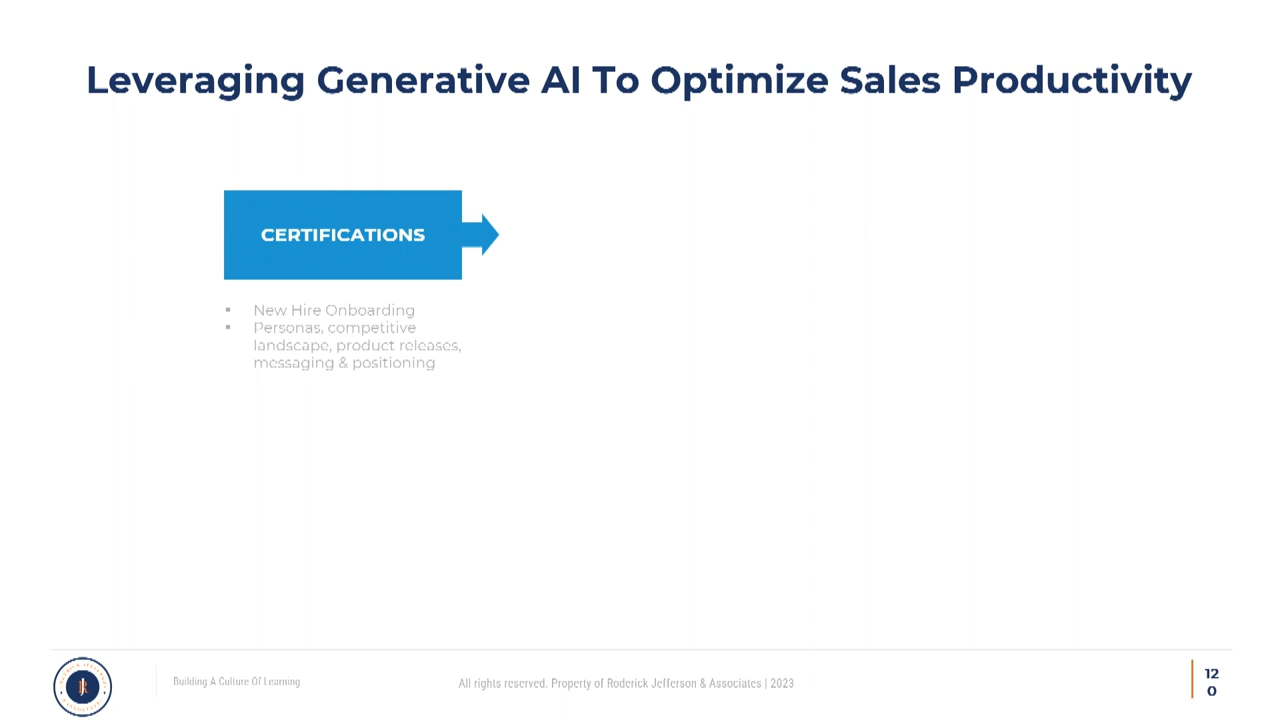 Leveraging Generative AI To Optimize Sales Productivity
CERTIFICATIONS
▪ New Hire Onboarding
▪ Personas, competitive
landscape, product releases,
messaging & positioning
Building A Culture Of Learning
All rights reserved. Property of Roderick Jefferson & Associates | 2023
12
0